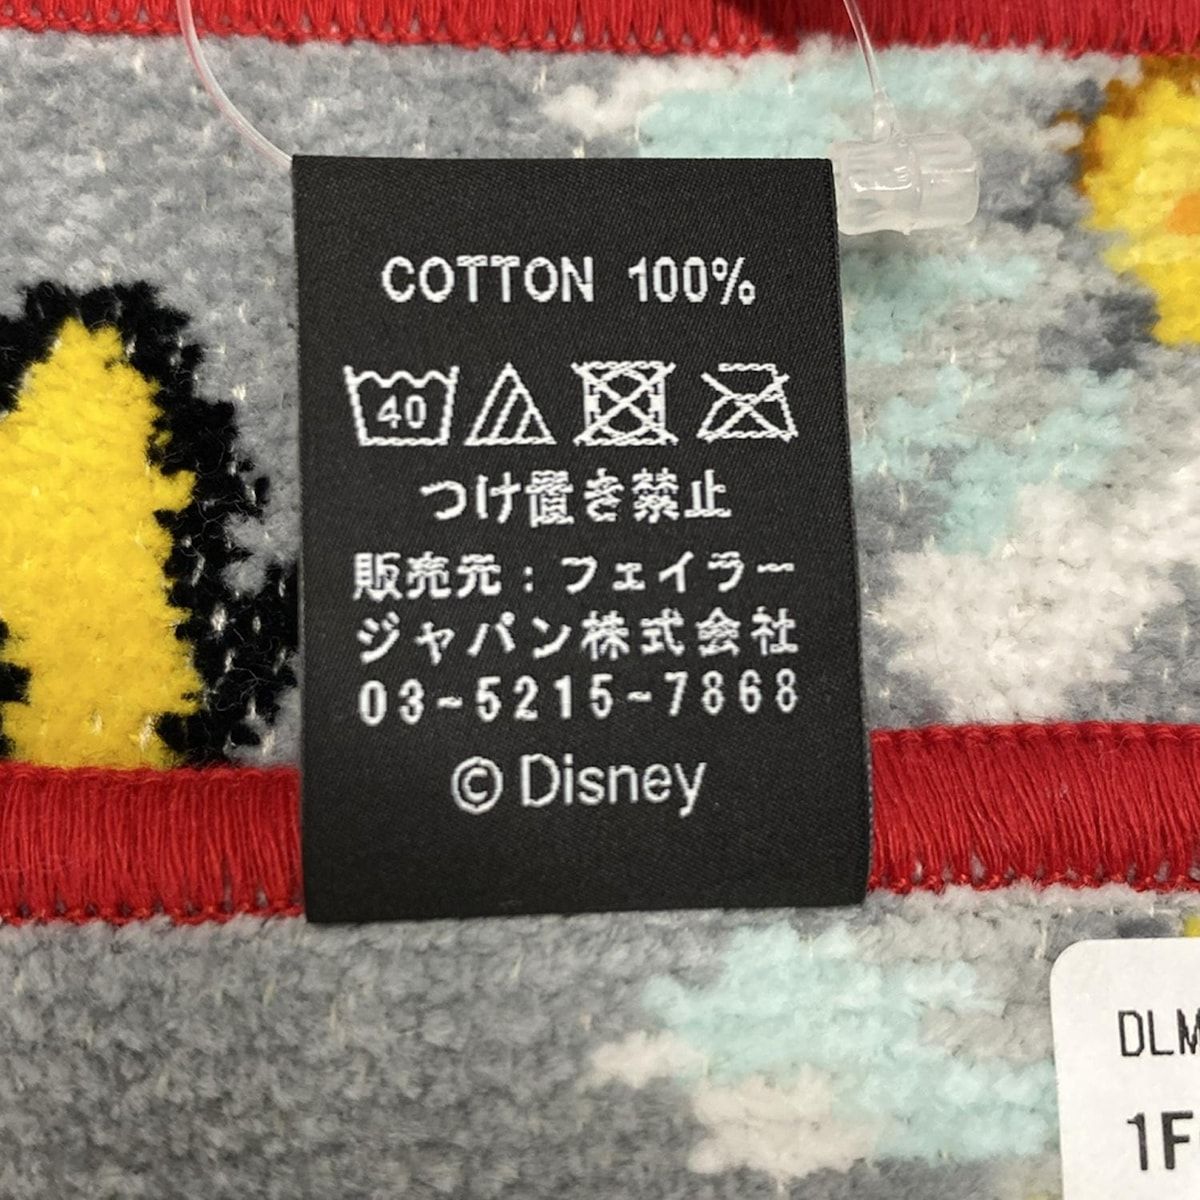 COTTON 100%
40
つけ置き禁止
販売元：フェイラー
ジャパン株式会社
03-5215-7868
© Disney
DLM
1F